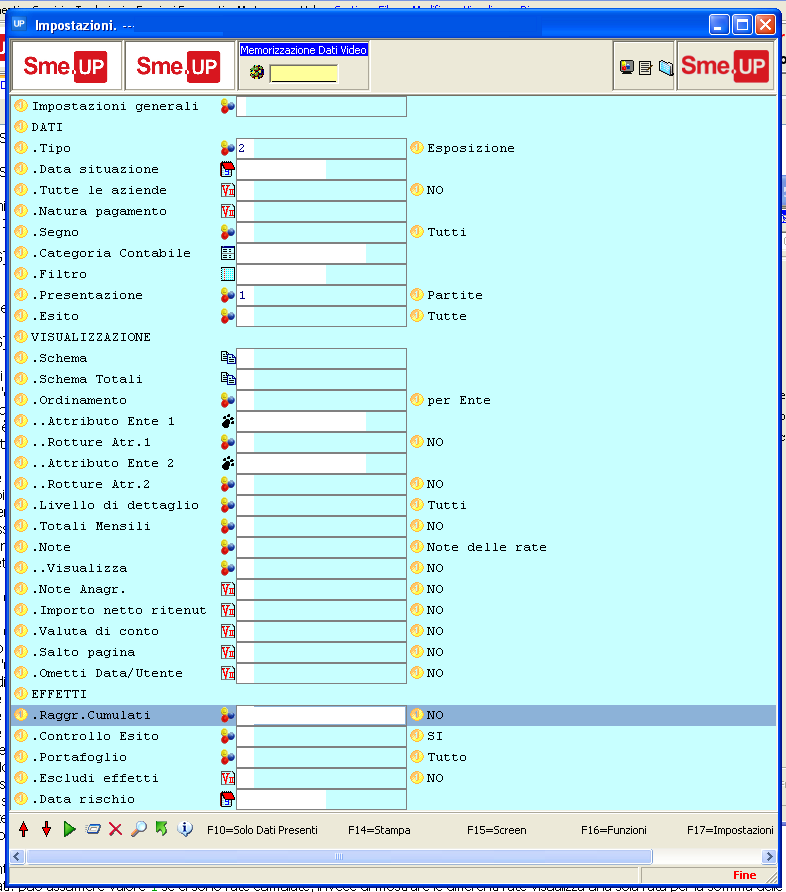 Impostazioni. ---
Sme.UP Sme.UP Memorizzazione Dati Video Sme.UP
Impostazioni generali
DATI
.Tipo 2 Esposizione
.Data situazione
.Tutte le aziende NO
.Natura pagamento
.Segno Tutti
.Categoria Contabile
.Filtro
.Presentazione 1 Partite
.Esito Tutte
VISUALIZZAZIONE
.Schema
.Schema Totali
.Ordinamento per Ente
..Attributo Ente 1
..Rotture Atr.1 NO
..Attributo Ente 2
..Rotture Atr.2 NO
.Livello di dettaglio Tutti
.Totali Mensili NO
.Note Note delle rate
..Visualizza NO
.Note Anagr. NO
.Importo netto ritenut NO
.Valuta di conto NO
.Salto pagina NO
.Ometti Data/Utente NO
EFFETTI
.Raggr.Cumulati NO
.Controllo Esito SI
.Portafoglio Tutto
.Escludi effetti NO
.Data rischio
F10=Solo Dati Presenti F14=Stampa F15=Screen F16=Funzioni F17=Impostazioni
Fine